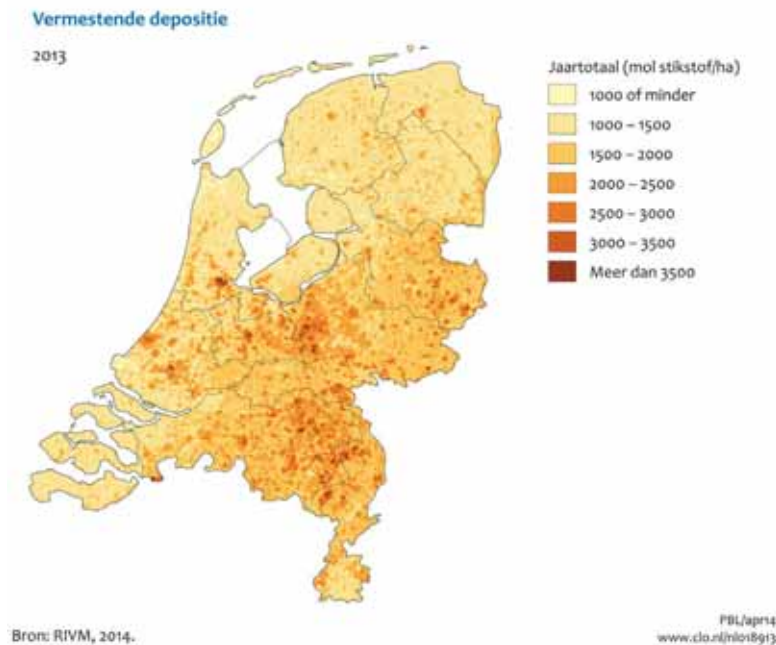 Vermestende depositie
2013
Jaartotaal (mol stikstof/ha)
1000 of minder
1000 – 1500
1500 – 2000
2000 – 2500
2500 – 3000
3000 – 3500
Meer dan 3500
Bron: RIVM, 2014.
PBL/apr14
www.clo.nl/nl018913